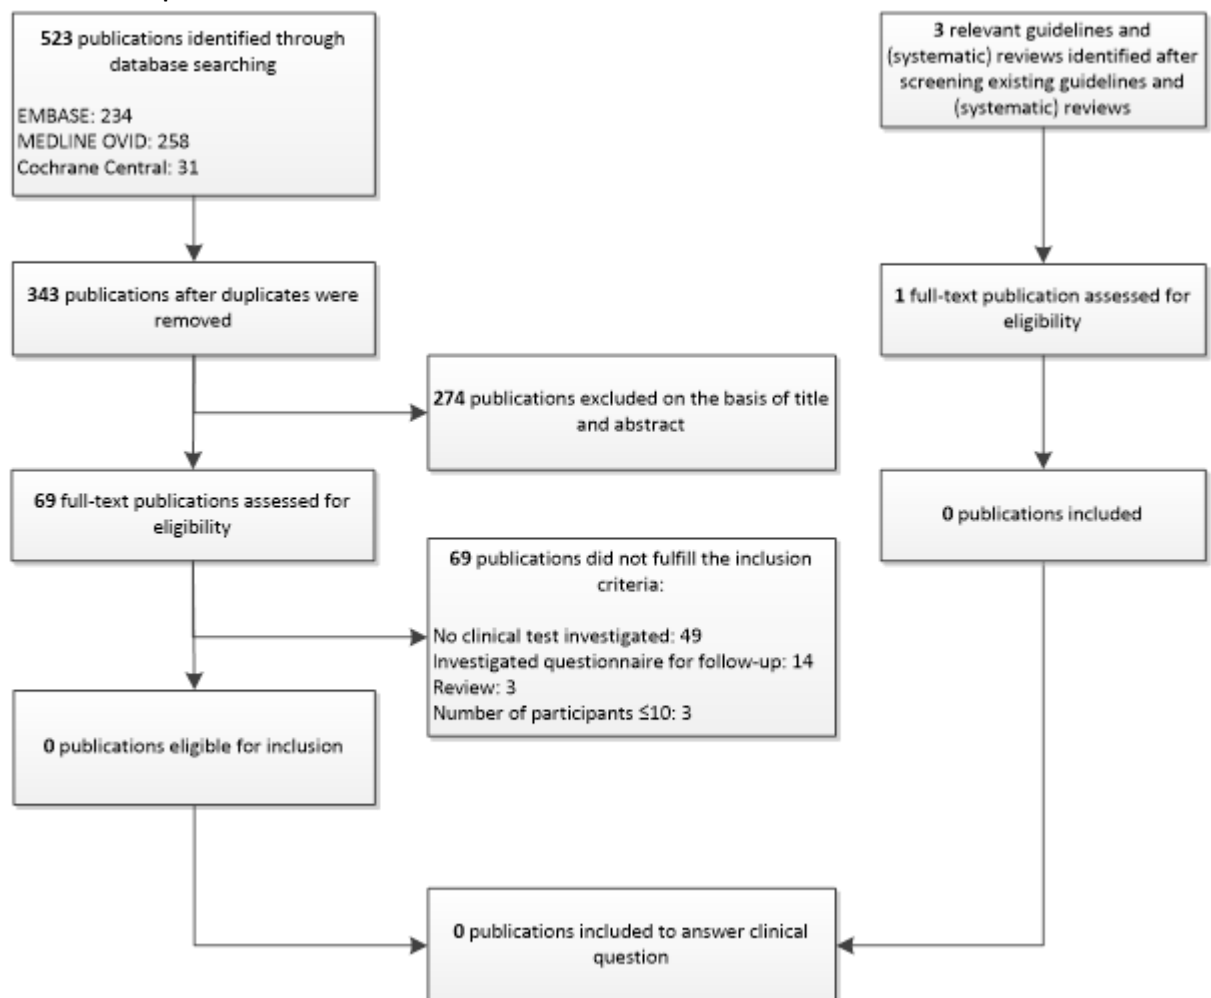 523 publications identified through
database searching
EMBASE: 234
MEDLINE OVID: 258
Cochrane Central: 31
3 relevant guidelines and
(systematic) reviews identified after
screening existing guidelines and
(systematic) reviews
343 publications after duplicates were
removed
1 full-text publication assessed for
eligibility
274 publications excluded on the basis of title
and abstract
69 full-text publications assessed for
eligibility
0 publications included
69 publications did not fulfill the inclusion
criteria:
No clinical test investigated: 49
Investigated questionnaire for follow-up: 14
Review: 3
Number of participants ≤10: 3
0 publications eligible for inclusion
0 publications included to answer clinical
question